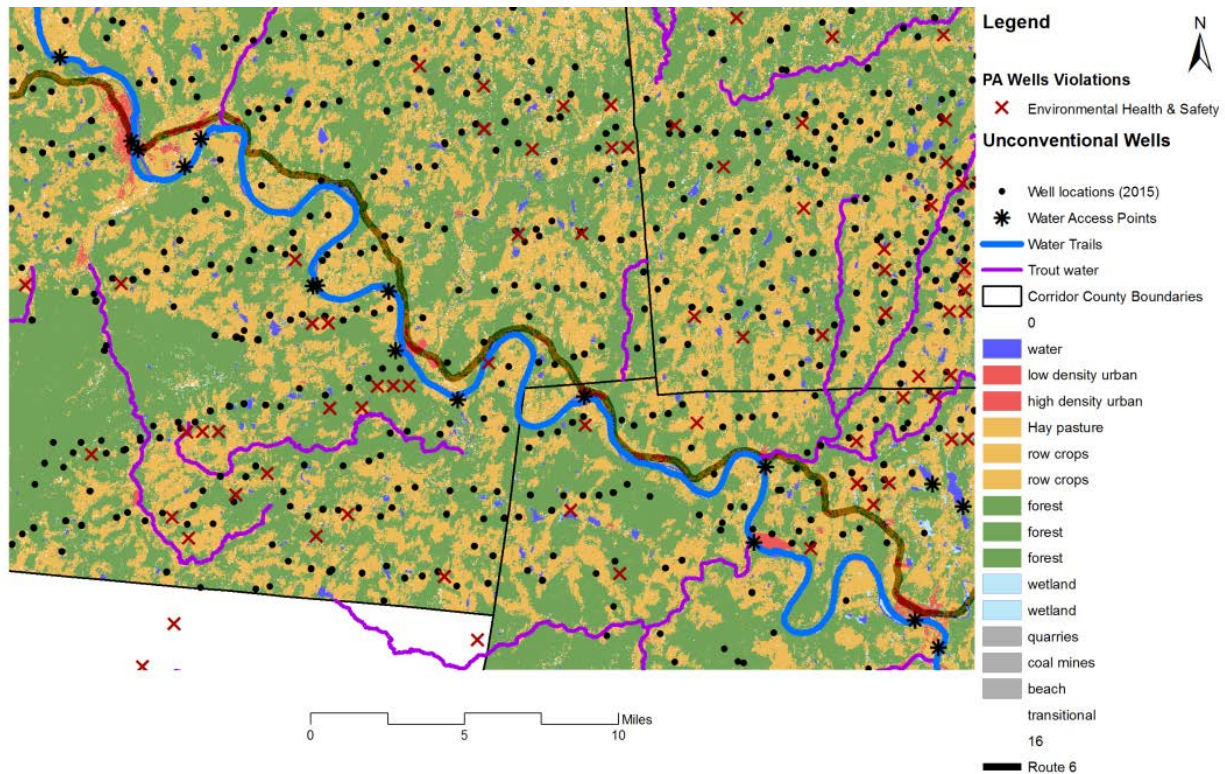 Legend
N
PA Wells Violations
Environmental Health & Safety
Unconventional Wells
Well locations (2015)
Water Access Points
Water Trails
Trout water
Corridor County Boundaries
0
water
low density urban
high density urban
Hay pasture
row crops
row crops
forest
forest
forest
wetland
wetland
quarries
coal mines
beach
transitional
16
Route 6
Miles
0 5 10